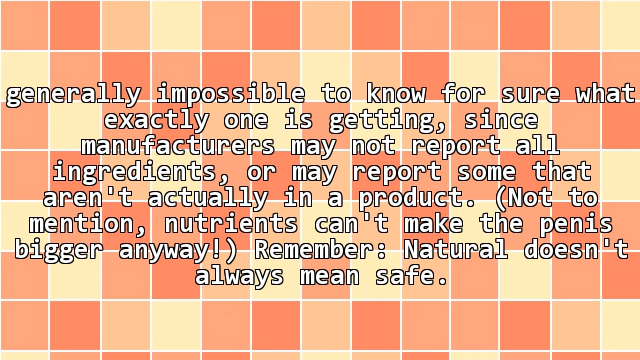 generally impossible to know for sure what
exactly one is getting, since
manufacturers may not report all
ingredients, or may report some that
aren't actually in a product. (Not to
mention, nutrients can't make the penis
bigger anyway!) Remember: Natural doesn't
always mean safe.